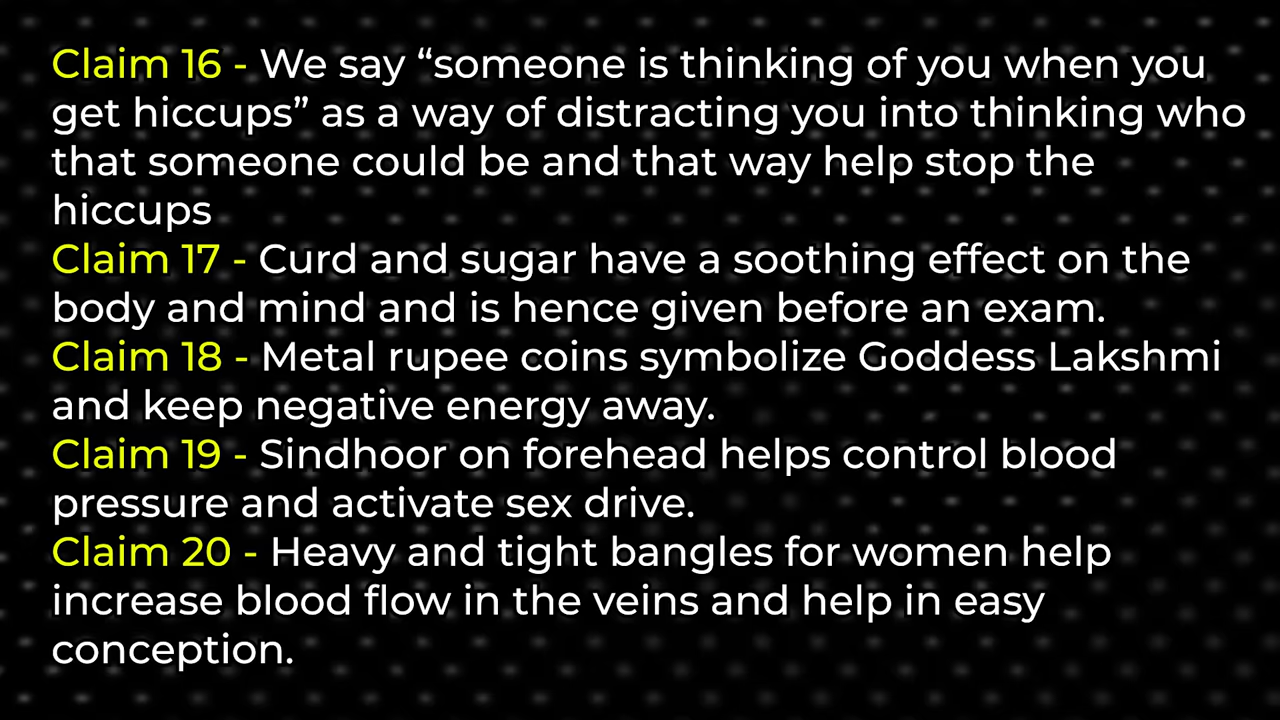 Claim 16 - We say “someone is thinking of you when you
get hiccups” as a way of distracting you into thinking who
that someone could be and that way help stop the
hiccups
Claim 17 - Curd and sugar have a soothing effect on the
body and mind and is hence given before an exam.
Claim 18 - Metal rupee coins symbolize Goddess Lakshmi
and keep negative energy away.
Claim 19 - Sindhoor on forehead helps control blood
pressure and activate sex drive.
Claim 20 - Heavy and tight bangles for women help
increase blood flow in the veins and help in easy
conception.